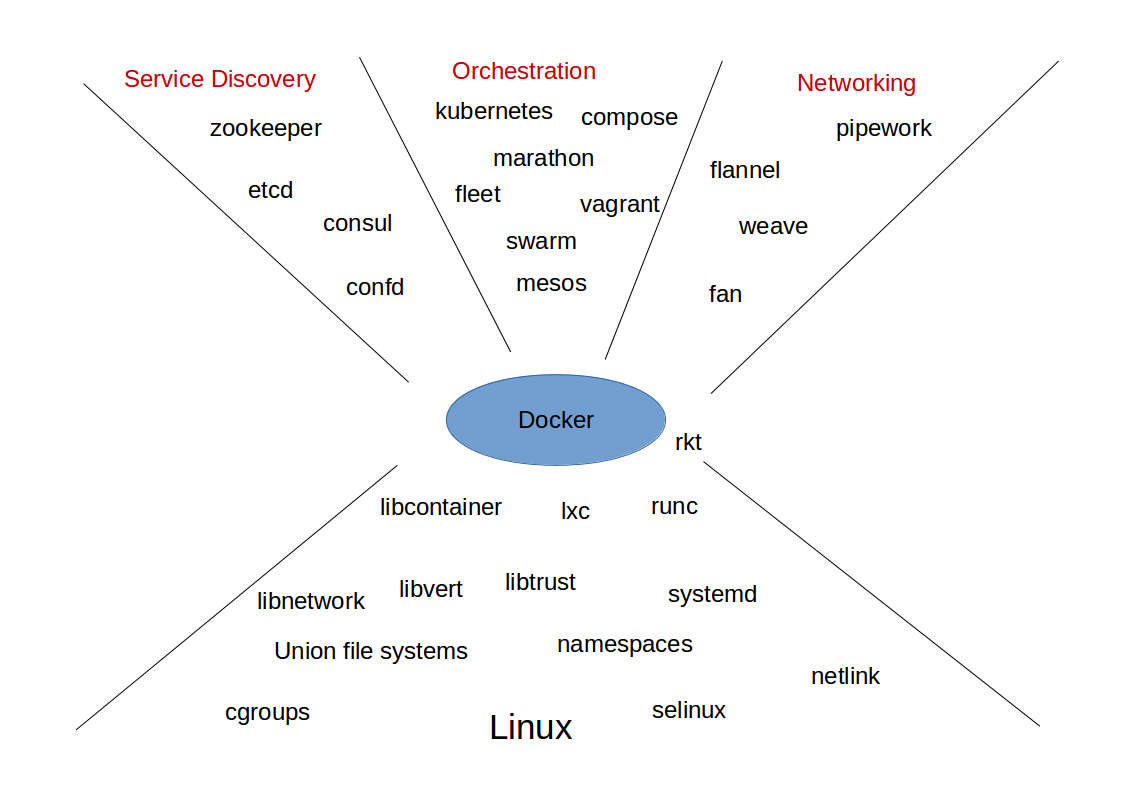 Service Discovery
zookeeper
etcd
consul
confd
Orchestration
kubernetes
compose
marathon
fleet
vagrant
swarm
mesos
Networking
pipework
flannel
weave
fan
Docker
rkt
libcontainer
lxc
runc
libnetwork
libvert
libtrust
systemd
Union file systems
namespaces
netlink
cgroups
Linux
selinux